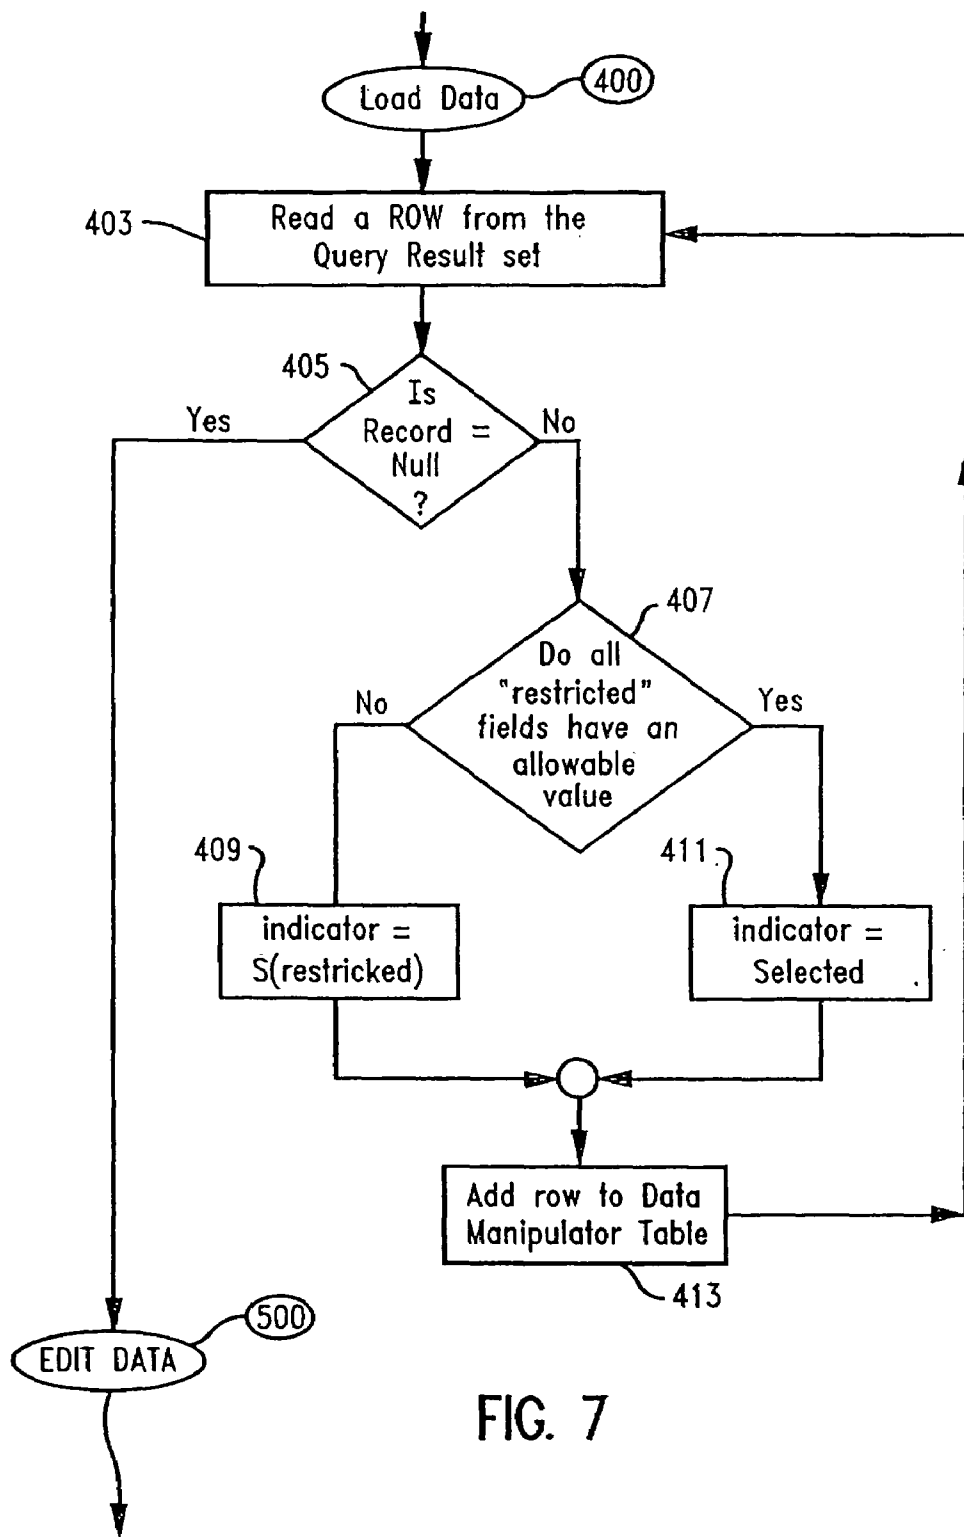 Load Data
400
403
Read a ROW from the
Query Result set
405
Is
Record =
Null
?
Yes
No
407
Do all
"restricted"
fields have an
allowable
value
No
Yes
409
indicator =
S(restricked)
411
indicator =
Selected
Add row to Data
Manipulator Table
413
500
EDIT DATA
FIG. 7